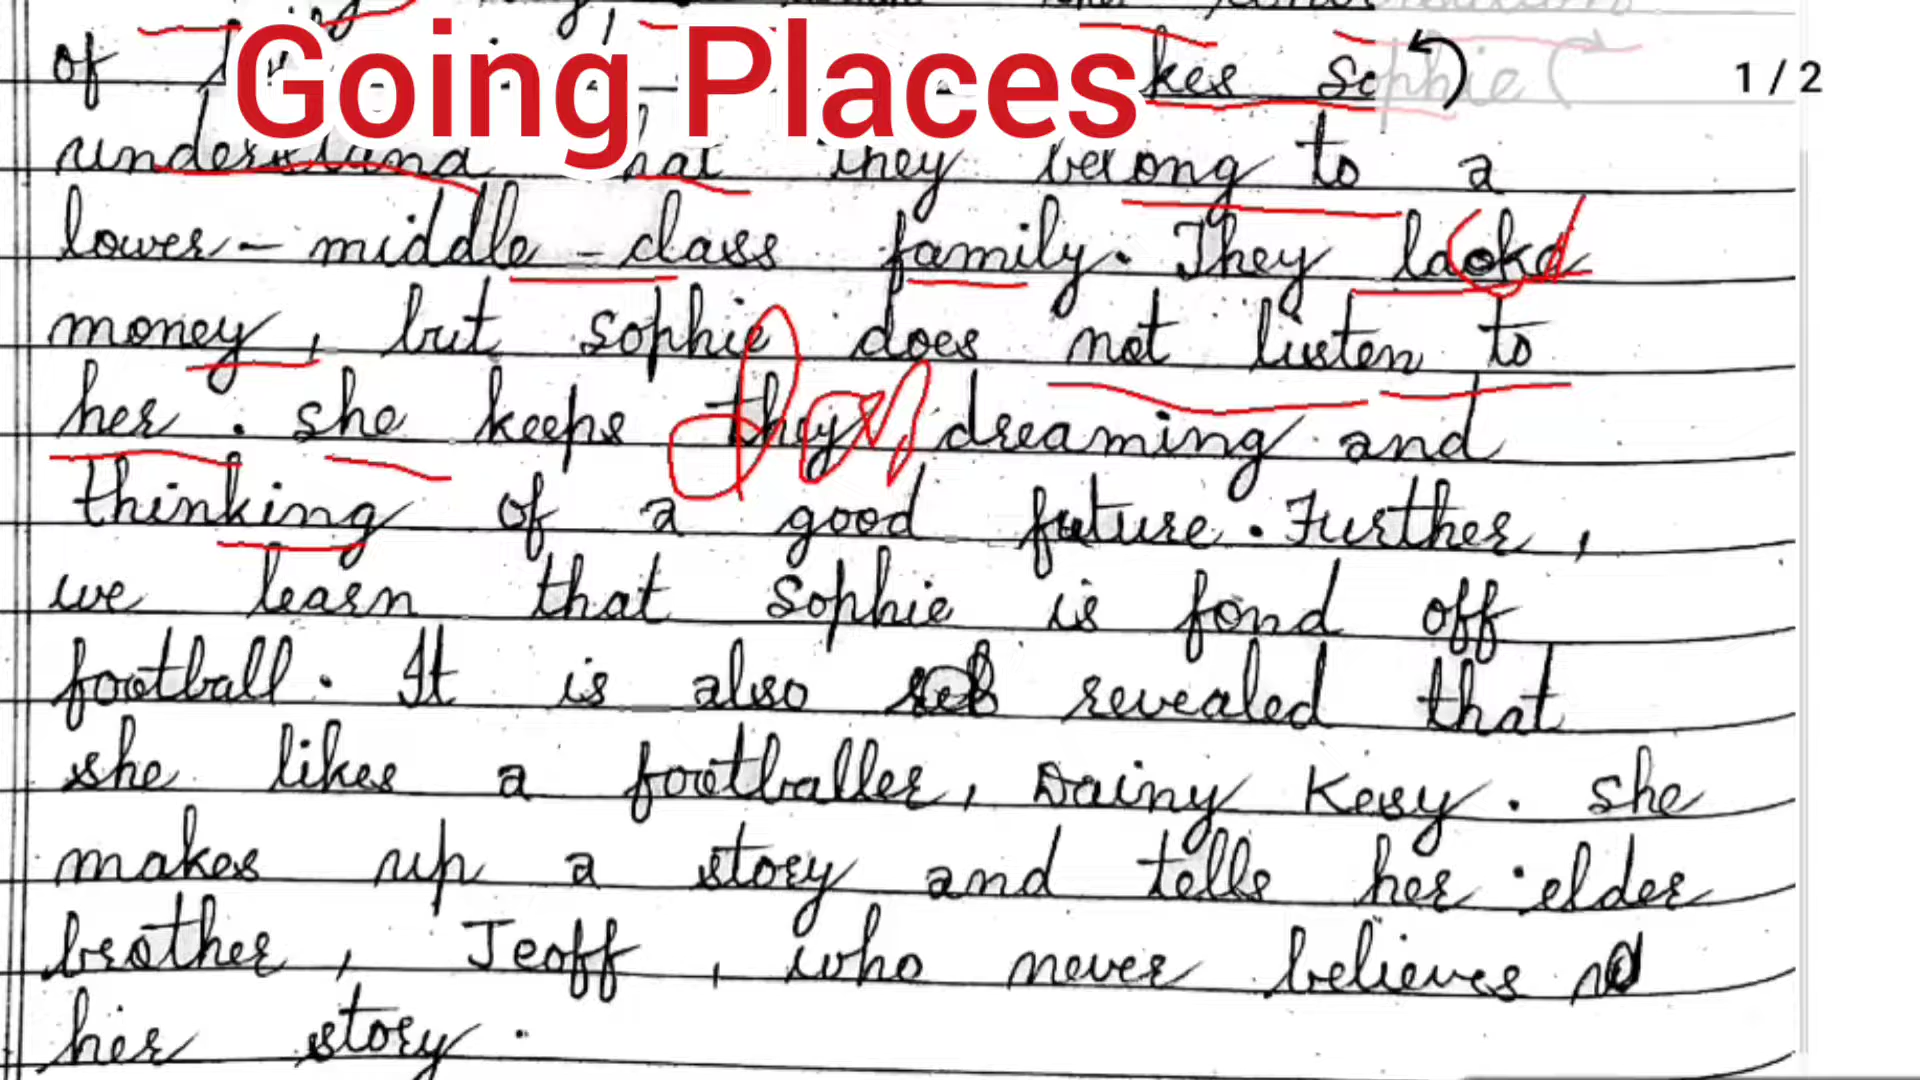 Going Places
1 / 2
of kes sophie
understand that they belong to a
lower-middle-class family. They lackd
money, but sophie does not listen to
her. she keeps they dreaming and
thinking of a good future. Further,
we learn that sophie is fond off
football. It is also revealed that
she likes a footballer, Dainy Kesy. she
makes up a story and tells her elder
brother, Jeoff, who never believes
her story.